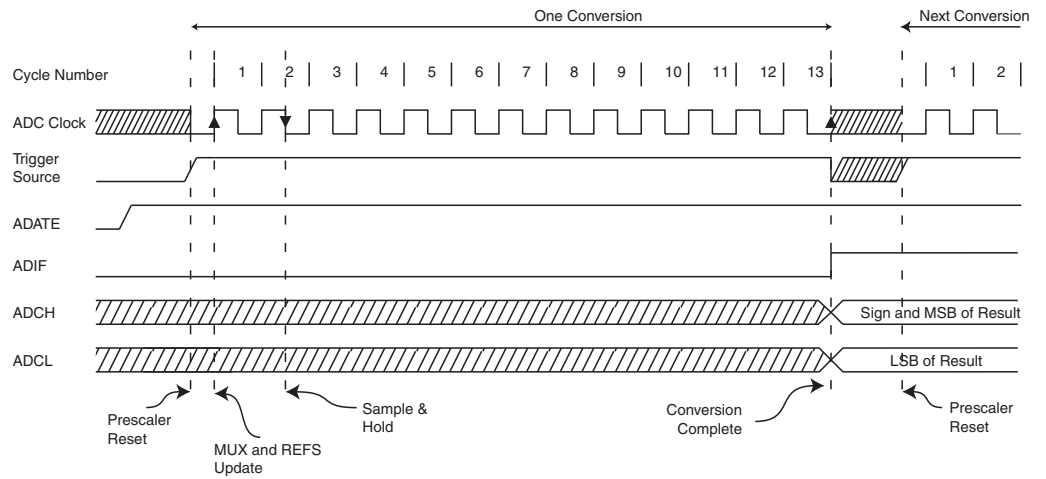 One Conversion
Next Conversion
Cycle Number
1 2 3 4 5 6 7 8 9 10 11 12 13 1 2
ADC Clock
Trigger
Source
ADATE
ADIF
ADCH
Sign and MSB of Result
ADCL
LSB of Result
Prescaler
Reset
MUX and REFS
Update
Sample &
Hold
Conversion
Complete
Prescaler
Reset